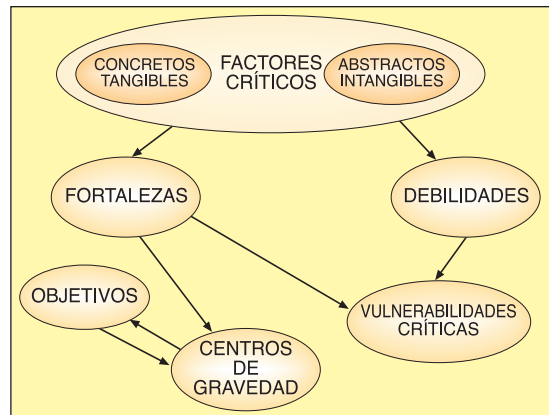 CONCRETOS
TANGIBLES
FACTORES
CRÍTICOS
ABSTRACTOS
INTANGIBLES
FORTALEZAS
DEBILIDADES
OBJETIVOS
VULNERABILIDADES
CRÍTICAS
CENTROS
DE
GRAVEDAD